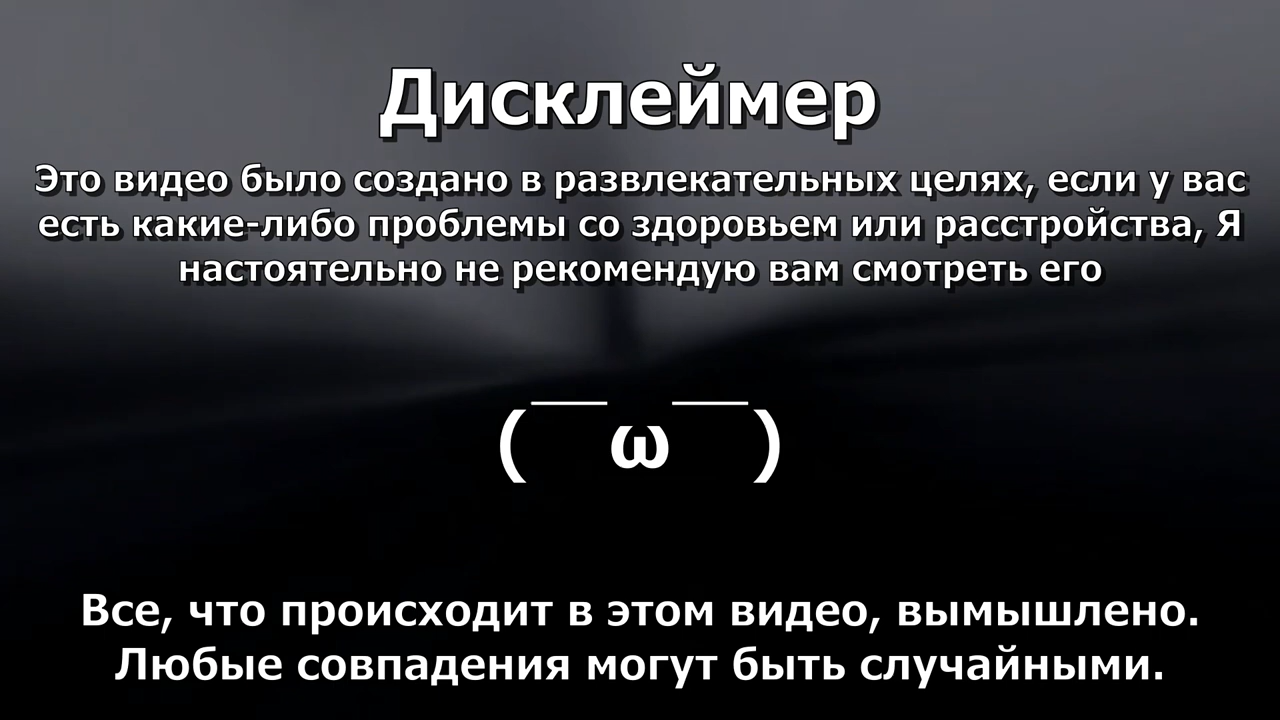 Дисклеймер
Это видео было создано в развлекательных целях, если у вас
есть какие-либо проблемы со здоровьем или расстройства, Я
настоятельно не рекомендую вам смотреть его
(￣ω￣)
Все, что происходит в этом видео, вымышлено.
Любые совпадения могут быть случайными.